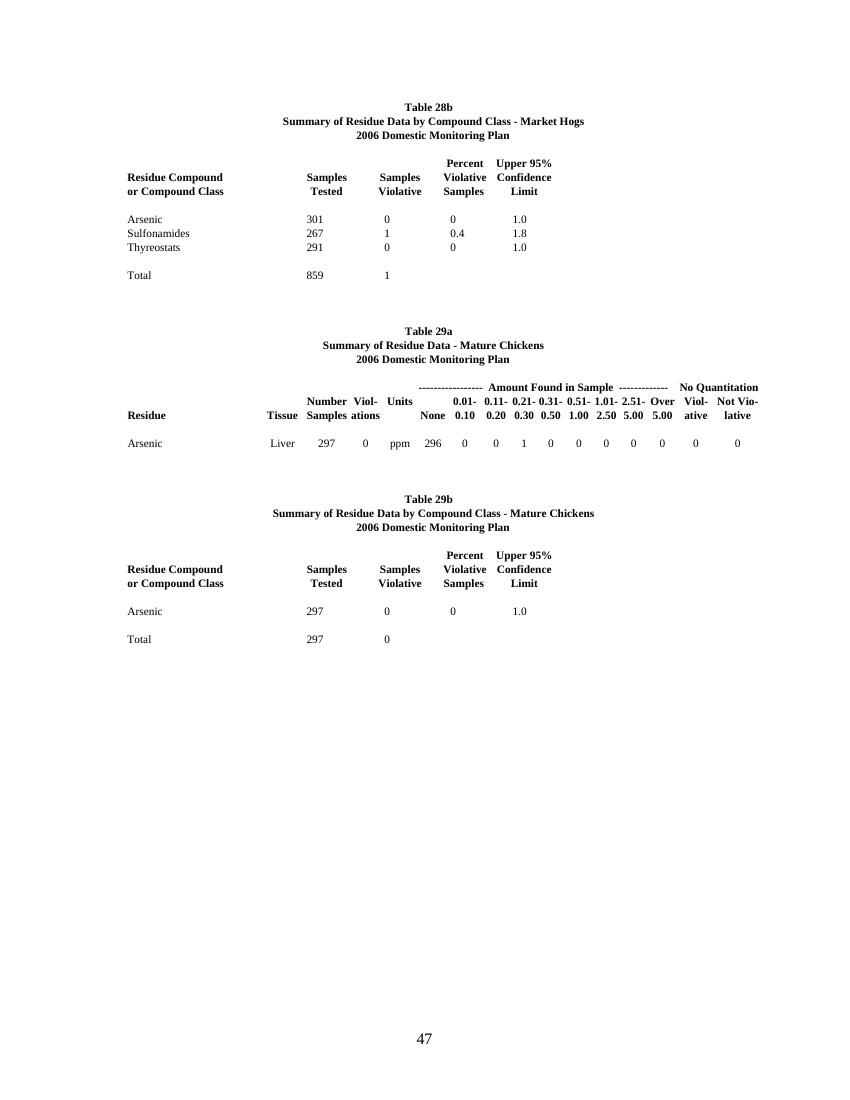 Table 28b
Summary of Residue Data by Compound Class - Market Hogs
2006 Domestic Monitoring Plan
Percent Upper 95%
Residue Compound Samples Samples Violative Confidence
or Compound Class Tested Violative Samples Limit
Arsenic 301 0 0 1.0
Sulfonamides 267 1 0.4 1.8
Thyreostats 291 0 0 1.0
Total 859 1
Table 29a
Summary of Residue Data - Mature Chickens
2006 Domestic Monitoring Plan
----------------- Amount Found in Sample ------------- No Quantitation
Number Viol- Units 0.01- 0.11- 0.21- 0.31- 0.51- 1.01- 2.51- Over Viol- Not Vio-
Residue Tissue Samples ations None 0.10 0.20 0.30 0.50 1.00 2.50 5.00 5.00 ative lative
Arsenic Liver 297 0 ppm 296 0 0 1 0 0 0 0 0 0 0
Table 29b
Summary of Residue Data by Compound Class - Mature Chickens
2006 Domestic Monitoring Plan
Percent Upper 95%
Residue Compound Samples Samples Violative Confidence
or Compound Class Tested Violative Samples Limit
Arsenic 297 0 0 1.0
Total 297 0
47